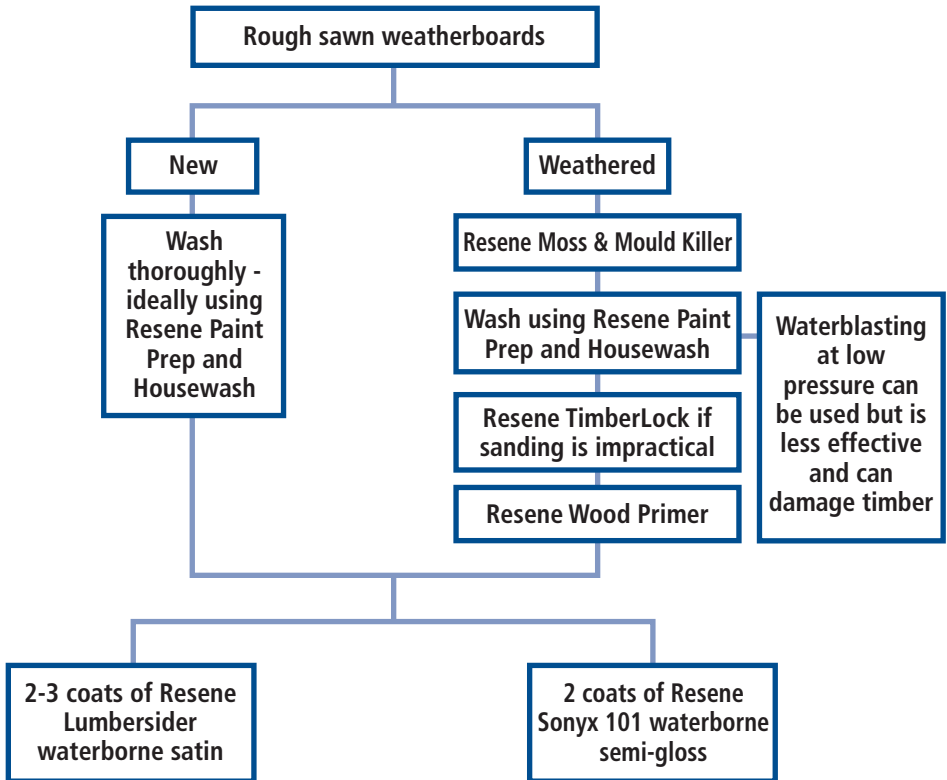 Rough sawn weatherboards
New
Weathered
Wash
thoroughly -
ideally using
Resene Paint
Prep and
Housewash
Resene Moss & Mould Killer
Wash using Resene Paint
Prep and Housewash
Waterblasting
at low
pressure can
be used but is
less effective
and can
damage timber
Resene TimberLock if
sanding is impractical
Resene Wood Primer
2-3 coats of Resene
Lumbersider
waterborne satin
2 coats of Resene
Sonyx 101 waterborne
semi-gloss